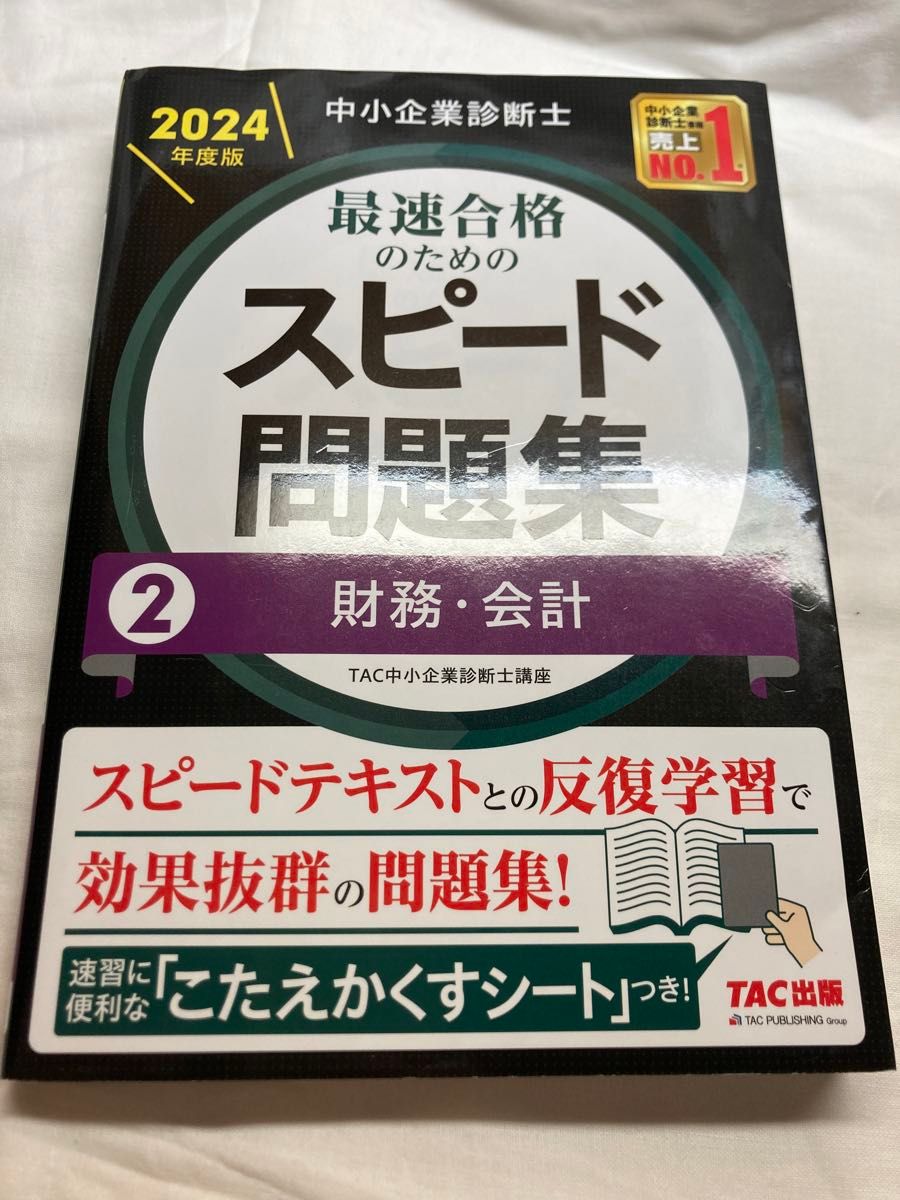 2024
年度版
中小企業診断士
中小企業
診断士書籍
売上
NO.1
最速合格
のための
スピード
問題集
2
財務・会計
TAC中小企業診断士講座
スピードテキストとの反復学習で
効果抜群の問題集!
速習に
便利な「こたえかくすシート」つき!
TAC出版
TAC PUBLISHING Group